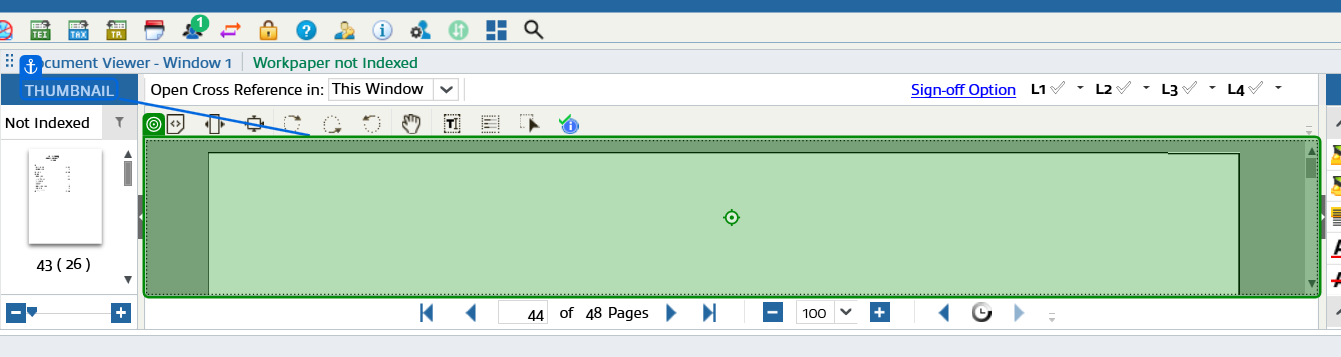 TEI TAX TR 1
Document Viewer - Window 1 Workpaper not Indexed
THUMBNAIL Open Cross Reference in: This Window Sign-off Option L1 L2 L3 L4
Not Indexed
43 ( 26 )
44 of 48 Pages 100